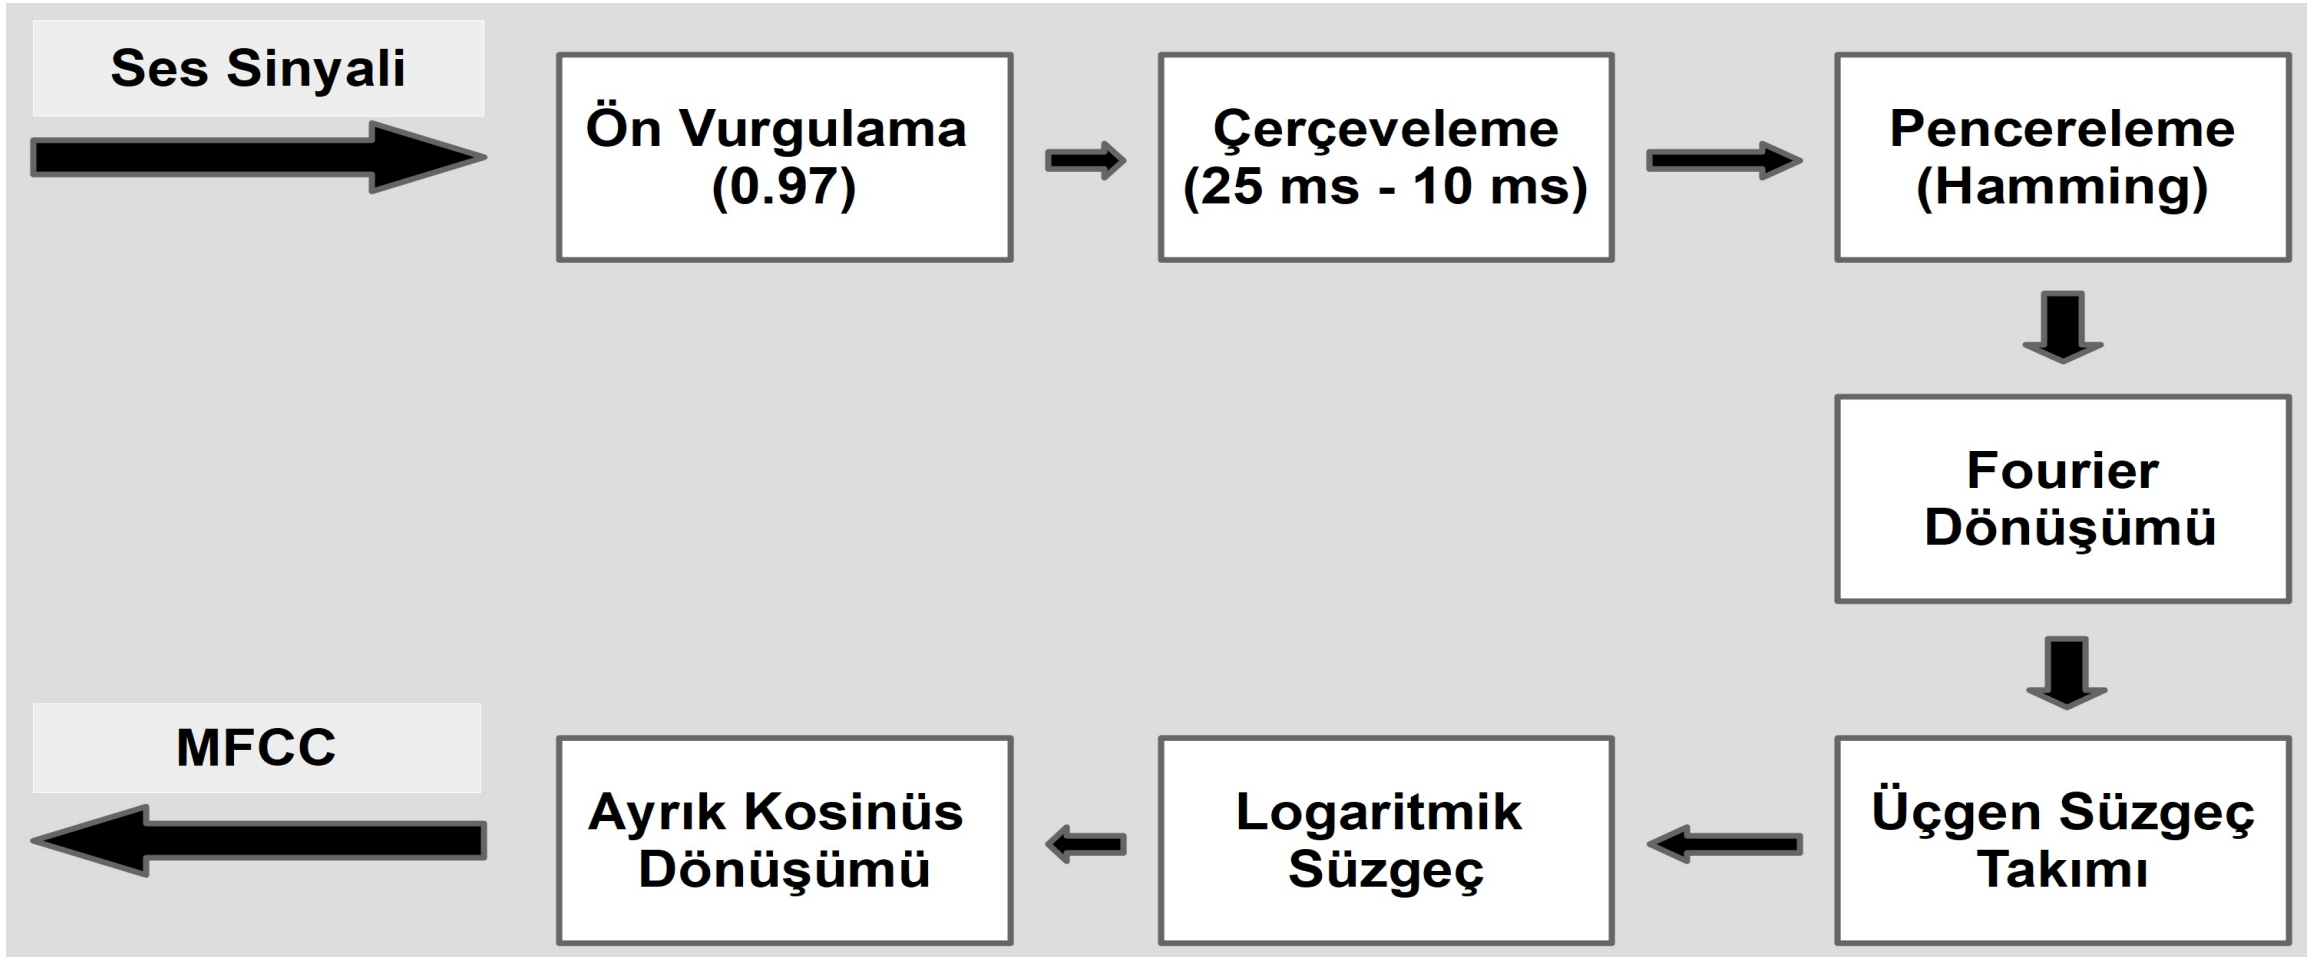 Ses Sinyali
Ön Vurgulama
(0.97)
Çerçeveleme
(25 ms - 10 ms)
Pencereleme
(Hamming)
Fourier
Dönüşümü
Üçgen Süzgeç
Takımı
Logaritmik
Süzgeç
Ayrık Kosinüs
Dönüşümü
MFCC